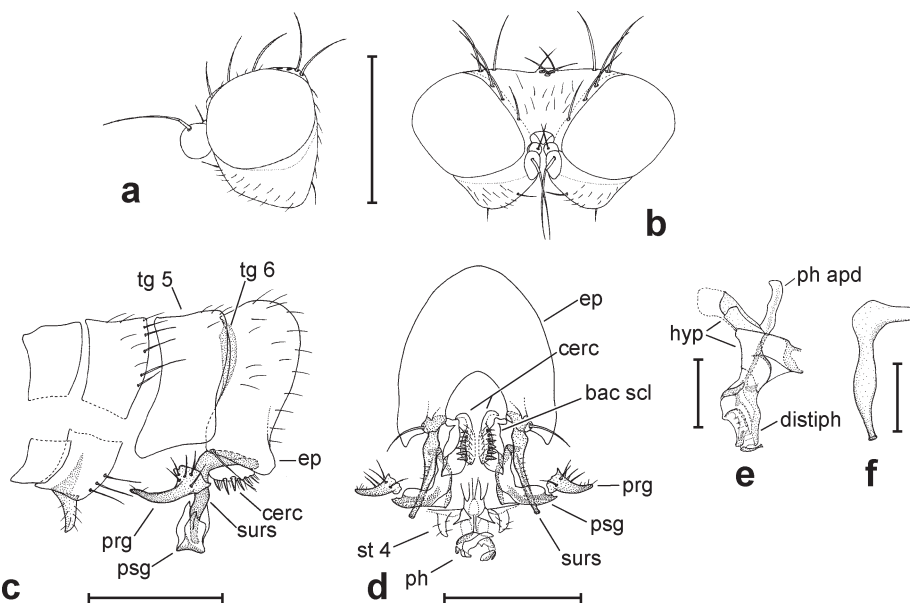 a
b
tg 5
tg 6
ep
cerc
surs
prg
psg
c
ep
cerc
bac scl
prg
psg
surs
st 4
ph
d
ph apd
hyp
distiph
e
f